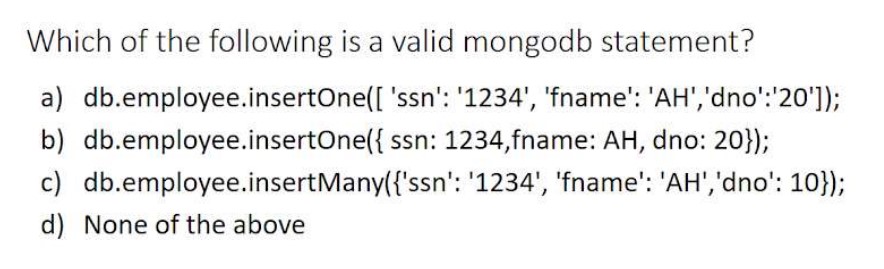 Which of the following is a valid mongodb statement?
a) db.employee.insertOne([ 'ssn': '1234', 'fname': 'AH','dno':'20']);
b) db.employee.insertOne({ ssn: 1234,fname: AH, dno: 20});
c) db.employee.insertMany({'ssn': '1234', 'fname': 'AH','dno': 10});
d) None of the above